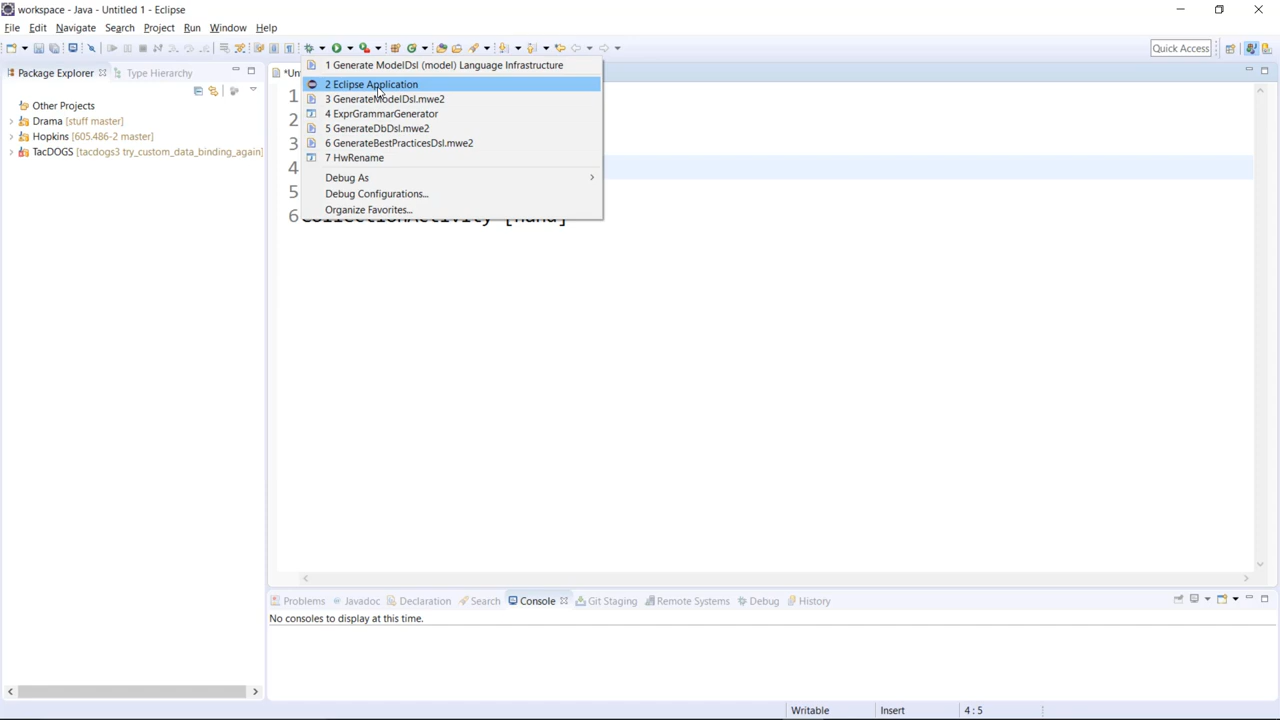 workspace - Java - Untitled 1 - Eclipse
File Edit Navigate Search Project Run Window Help
Quick Access
Package Explorer Type Hierarchy
*Un
1 Generate ModelDsl (model) Language Infrastructure
2 Eclipse Application
3 GenerateModelDsl.mwe2
4 ExprGrammarGenerator
5 GenerateDbDsl.mwe2
6 GenerateBestPracticesDsl.mwe2
7 HwRename
Debug As
Debug Configurations...
Organize Favorites...
Other Projects
Drama [stuff master]
Hopkins [605.486-2 master]
TacDOGS [tacdogs3 try_custom_data_binding_again]
1
2
3
4
5
6 CollectionActivity [hand]
Problems Javadoc Declaration Search Console Git Staging Remote Systems Debug History
No consoles to display at this time.
Writable Insert 4 : 5